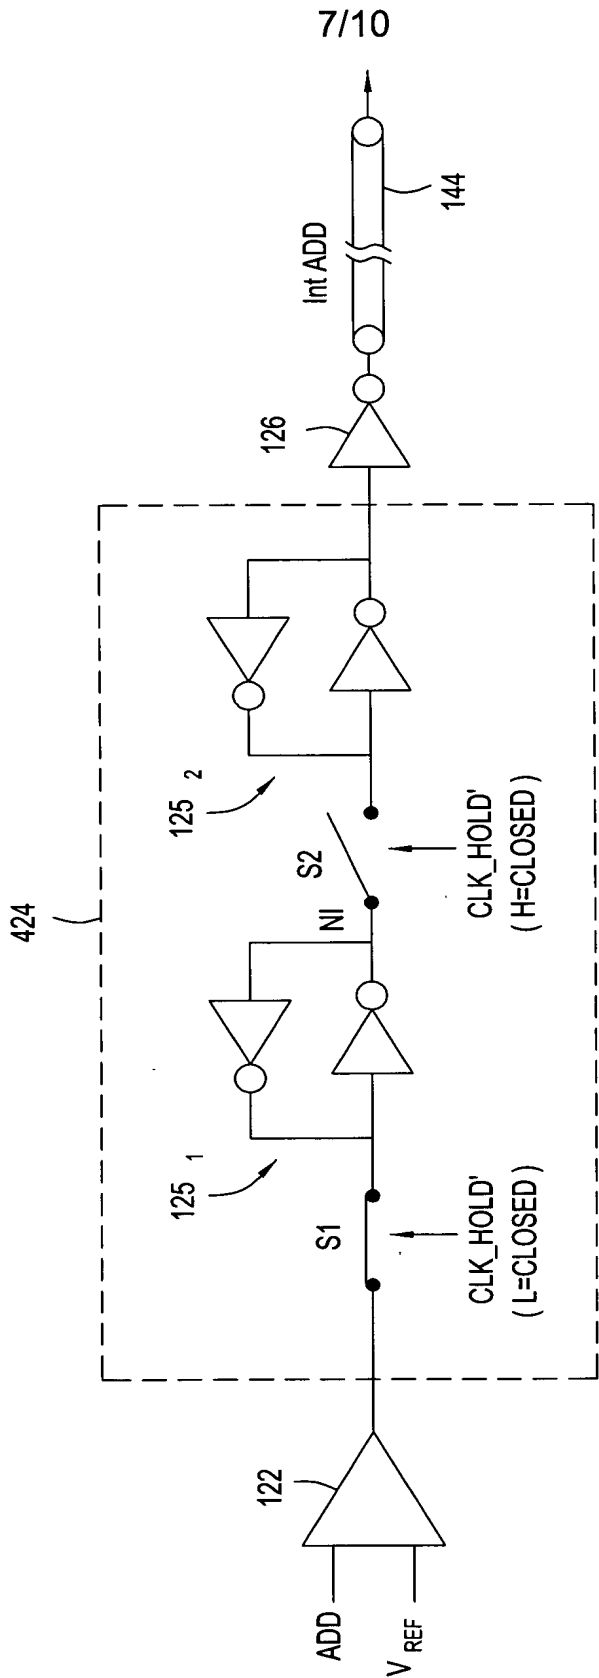 7/10
424
ADD
V REF
122
S1
CLK_HOLD'
( L=CLOSED )
125 1
NI
S2
CLK_HOLD'
( H=CLOSED )
125 2
126
Int ADD
144